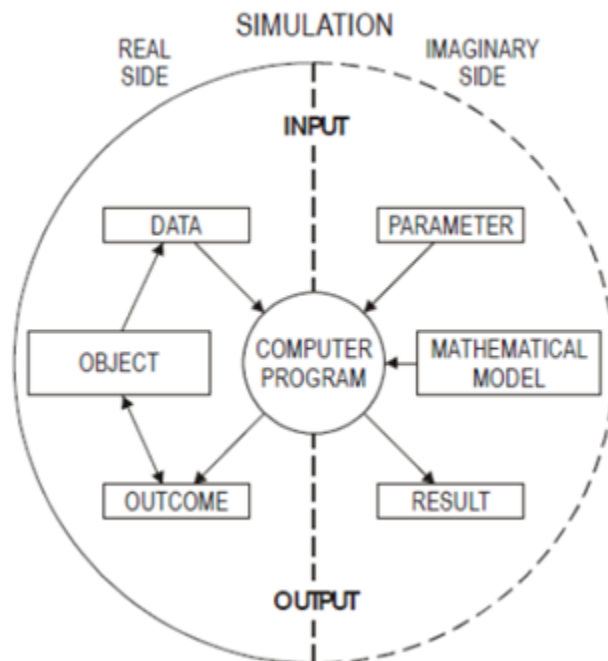 SIMULATION
REAL
SIDE
IMAGINARY
SIDE
INPUT
DATA
PARAMETER
OBJECT
COMPUTER
PROGRAM
MATHEMATICAL
MODEL
OUTCOME
RESULT
OUTPUT